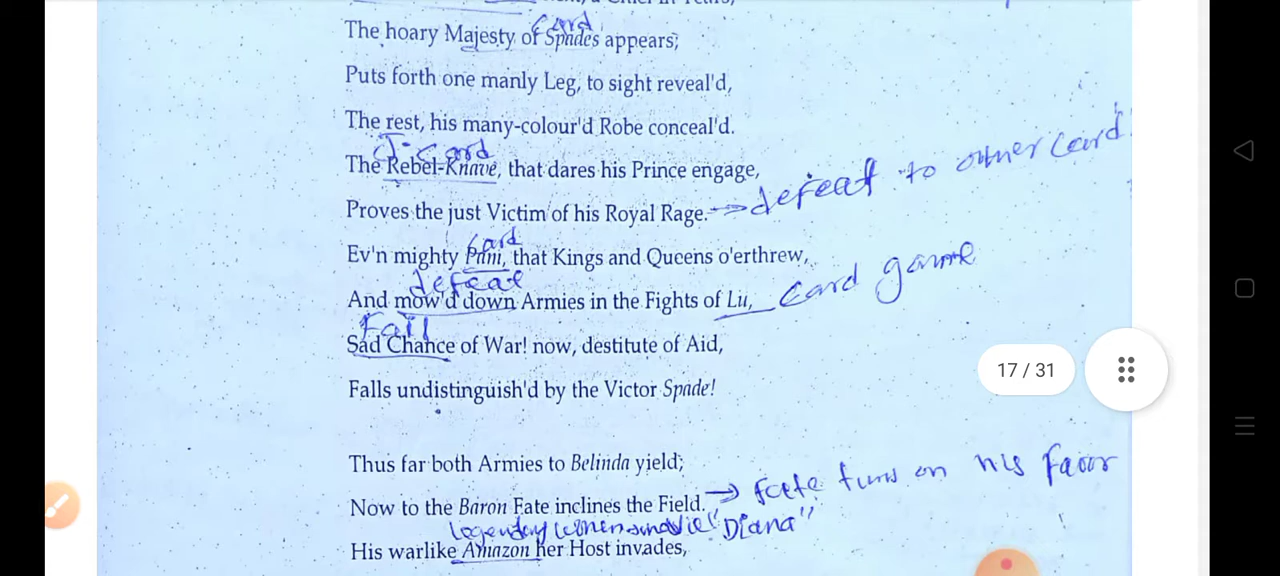 card
The hoary Majesty of Spades appears;
Puts forth one manly Leg, to sight reveal'd,
The rest, his many-colour'd Robe conceal'd.
J-card
The Rebel-Knave, that dares his Prince engage,
Proves the just Victim of his Royal Rage. → defeat to other card
card
Ev'n mighty Pam, that Kings and Queens o'erthrew,
defeat
And mow'd down Armies in the Fights of Lu, card game
Fall
Sad Chance of War! now, destitute of Aid,
Falls undistinguish'd by the Victor Spade!
17 / 31
Thus far both Armies to Belinda yield;
Now to the Baron Fate inclines the Field. → fate turns on his favor
legendary "Diana"
His warlike Amazon her Host invades,